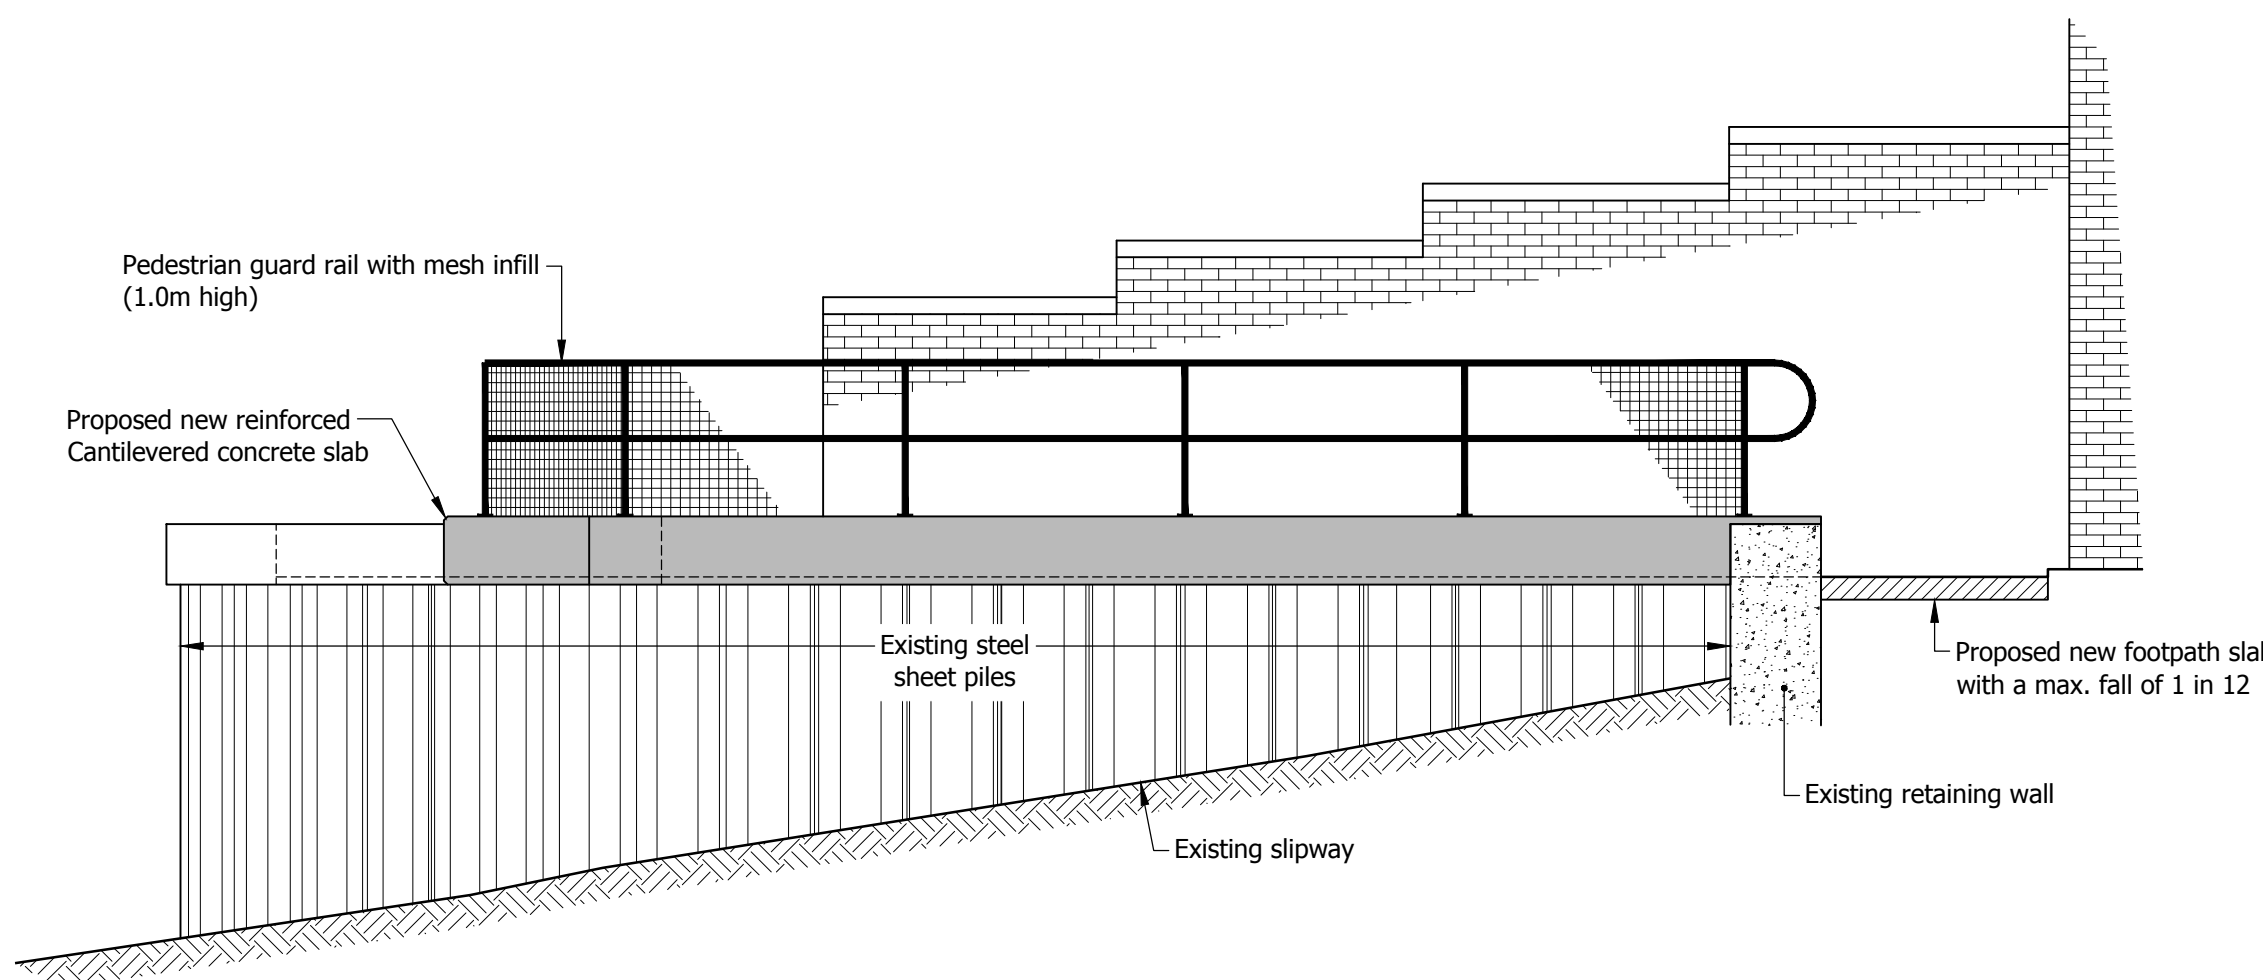 Pedestrian guard rail with mesh infill
(1.0m high)
Proposed new reinforced
Cantilevered concrete slab
Existing steel
sheet piles
Proposed new footpath
with a max. fall of 1 in 12
Existing retaining wall
Existing slipway